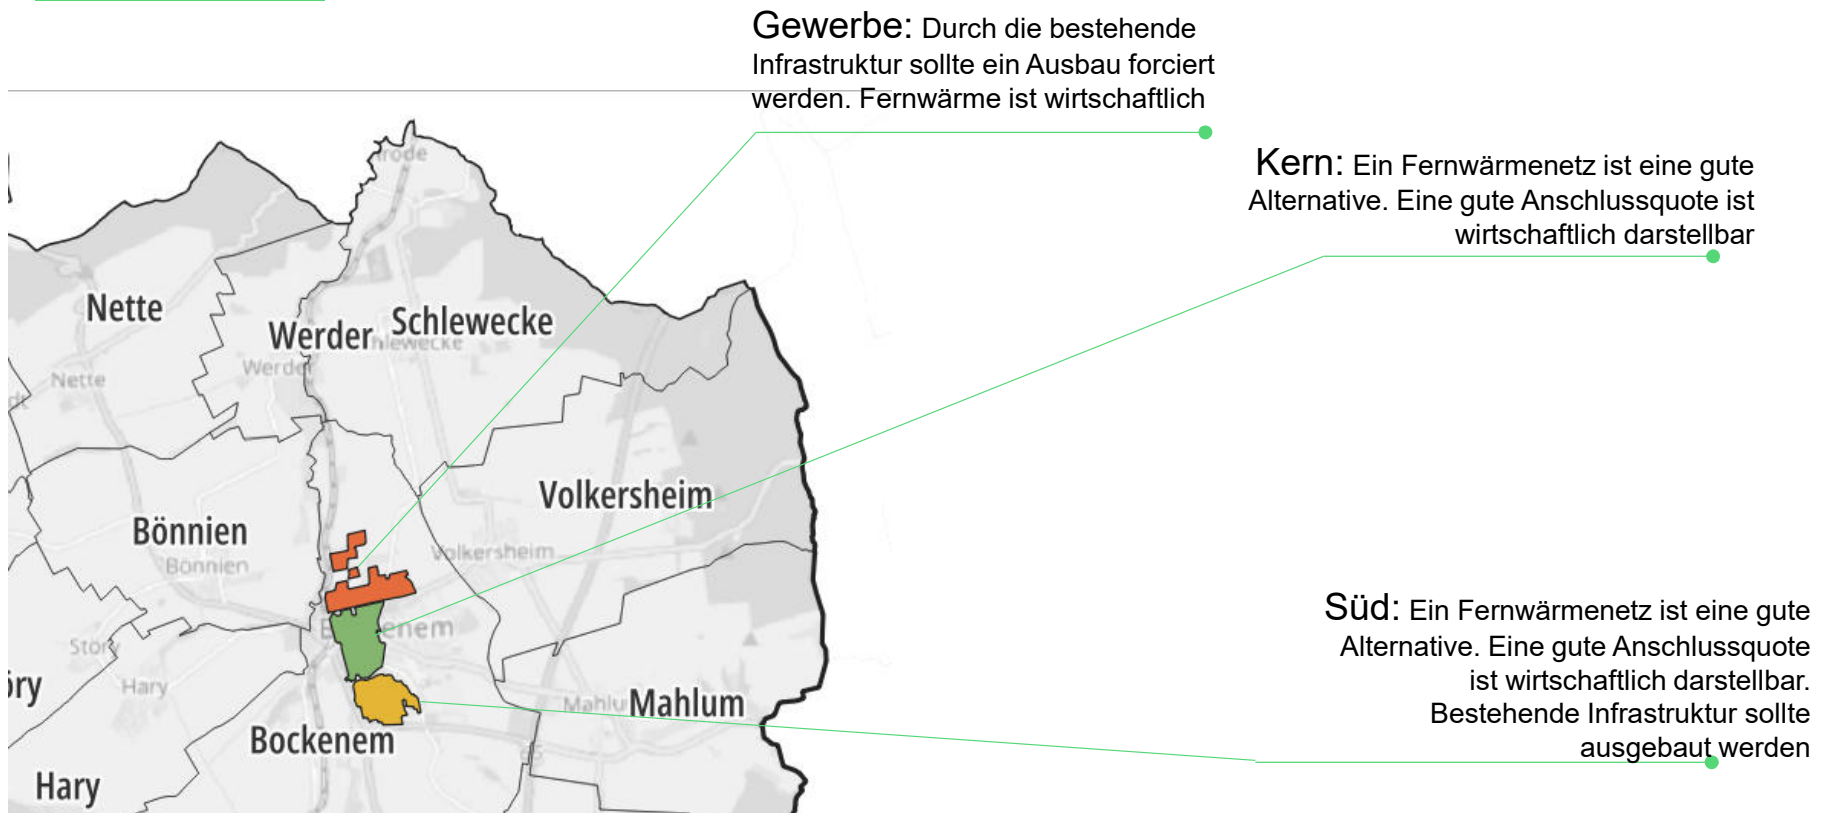 Gewerbe: Durch die bestehende
Infrastruktur sollte ein Ausbau forciert
werden. Fernwärme ist wirtschaftlich
Kern: Ein Fernwärmenetz ist eine gute
Alternative. Eine gute Anschlussquote ist
wirtschaftlich darstellbar
Nette
Werder
Schlewecke
Werder
Nette
Volkersheim
Bönnien
Volkersheim
Bönnien
Süd: Ein Fernwärmenetz ist eine gute
Alternative. Eine gute Anschlussquote
ist wirtschaftlich darstellbar.
Bestehende Infrastruktur sollte
ausgebaut werden
Story
Hary
Mahlum
Bockenem
Hary